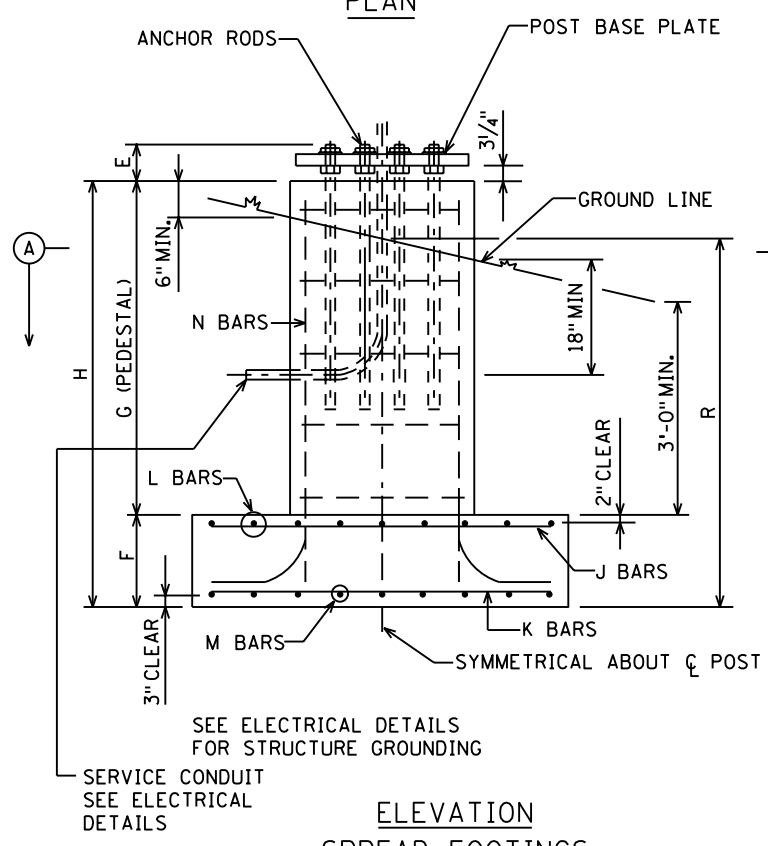 PLAN
ANCHOR RODS
POST BASE PLATE
3 1/4"
E
GROUND LINE
A
6" MIN.
N BARS
18" MIN
H
G (PEDESTAL)
3'-0" MIN.
R
L BARS
2" CLEAR
F
J BARS
M BARS
K BARS
3" CLEAR
SYMMETRICAL ABOUT ℄ POST
SEE ELECTRICAL DETAILS
FOR STRUCTURE GROUNDING
SERVICE CONDUIT
SEE ELECTRICAL
DETAILS
ELEVATION
SPREAD FOOTINGS